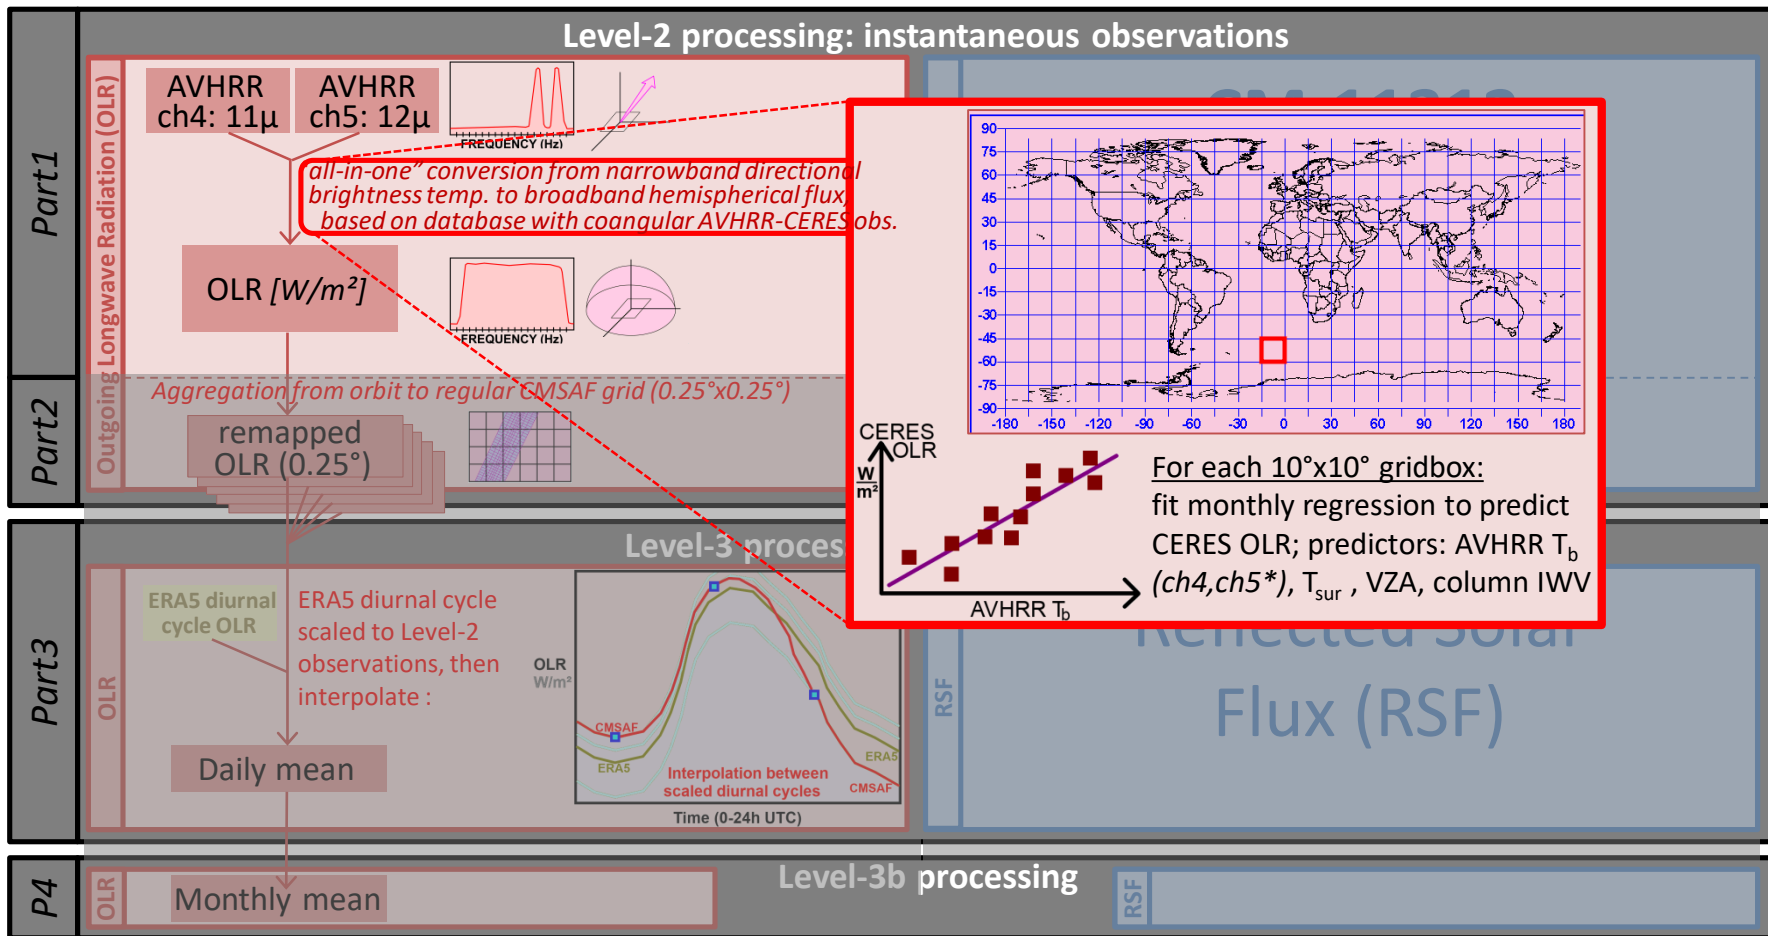 Level-2 processing: instantaneous observations
Part1
Outgoing Longwave Radiation (OLR)
AVHRR
ch4: 11µ
AVHRR
ch5: 12µ
FREQUENCY (Hz)
all-in-one” conversion from narrowband directional
brightness temp. to broadband hemispherical flux,
based on database with coangular AVHRR-CERES obs.
OLR [W/m²]
FREQUENCY (Hz)
Part2
Aggregation from orbit to regular CMSAF grid (0.25°x0.25°)
remapped
OLR (0.25°)
90
75
60
45
30
15
0
-15
-30
-45
-60
-75
-90
-180 -150 -120 -90 -60 -30 0 30 60 90 120 150 180
CERES
OLR
W
m²
AVHRR Tb
For each 10°x10° gridbox:
fit monthly regression to predict
CERES OLR; predictors: AVHRR Tb
(ch4,ch5*), Tsur , VZA, column IWV
Part3
Level-3 proces
OLR
ERA5 diurnal
cycle OLR
ERA5 diurnal cycle
scaled to Level-2
observations, then
interpolate :
Daily mean
OLR
W/m²
CMSAF
ERA5
ERA5
CMSAF
Interpolation between
scaled diurnal cycles
Time (0-24h UTC)
RSF
Reflected Solar
Flux (RSF)
P4
Level-3b processing
OLR
Monthly mean
RSF